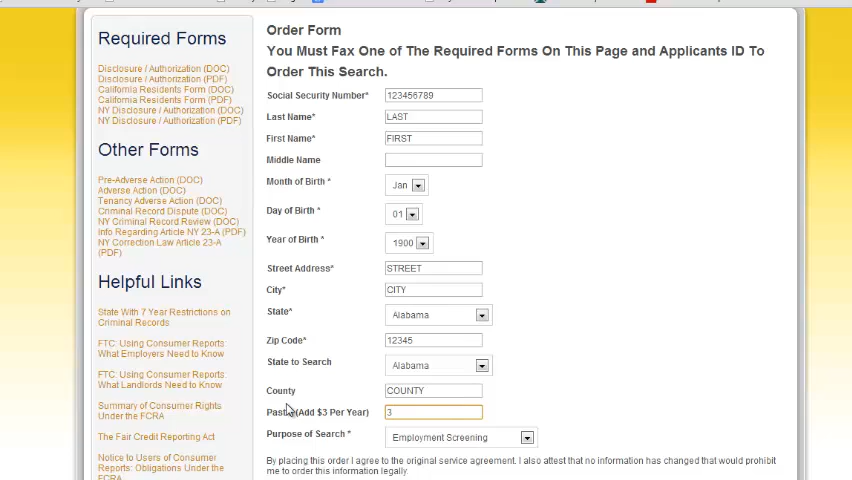 Required Forms
Disclosure / Authorization (DOC)
Disclosure / Authorization (PDF)
California Residents Form (DOC)
California Residents Form (PDF)
NY Disclosure / Authorization (DOC)
NY Disclosure / Authorization (PDF)
Other Forms
Pre-Adverse Action (DOC)
Adverse Action (DOC)
Tenancy Adverse Action (DOC)
Criminal Record Dispute (DOC)
NY Criminal Record Review (DOC)
Info Regarding Article NY 23-A (PDF)
NY Correction Law Article 23-A
(PDF)
Helpful Links
State With 7 Year Restrictions on
Criminal Records
FTC: Using Consumer Reports:
What Employers Need to Know
FTC: Using Consumer Reports:
What Landlords Need to Know
Summary of Consumer Rights
Under the FCRA
The Fair Credit Reporting Act
Notice to Users of Consumer
Reports: Obligations Under the
FCRA
Order Form
You Must Fax One of The Required Forms On This Page and Applicants ID To
Order This Search.
Social Security Number* 123456789
Last Name* LAST
First Name* FIRST
Middle Name
Month of Birth * Jan
Day of Birth * 01
Year of Birth * 1900
Street Address* STREET
City* CITY
State* Alabama
Zip Code* 12345
State to Search Alabama
County COUNTY
Past (Add $3 Per Year) 3
Purpose of Search * Employment Screening
By placing this order I agree to the original service agreement. I also attest that no information has changed that would prohibit
me to order this information legally.